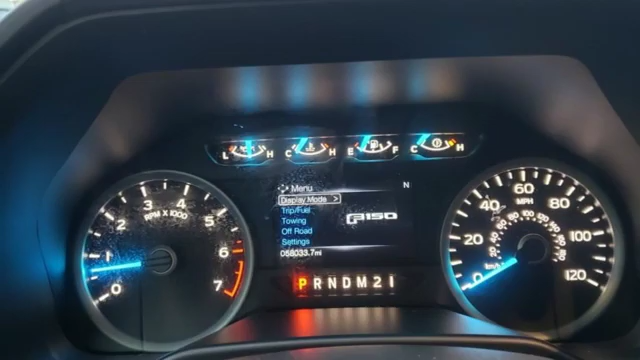 L H C H E F C H
Menu N
Display Mode >
Trip/Fuel
Towing
Off Road
Settings
058033.7mi
F150
P R N D M 2 1
0 1 2 3 4 5 6 7
RPM X 1000
0 20 40 60 80 100 120
MPH
km/h